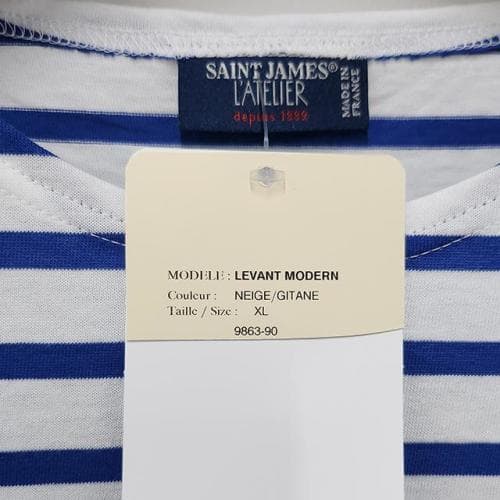 SAINT JAMES®
L'ATELIER
depuis 1889
MADE IN
FRANCE
MODELE : LEVANT MODERN
Couleur : NEIGE/GITANE
Taille / Size : XL
9863-90